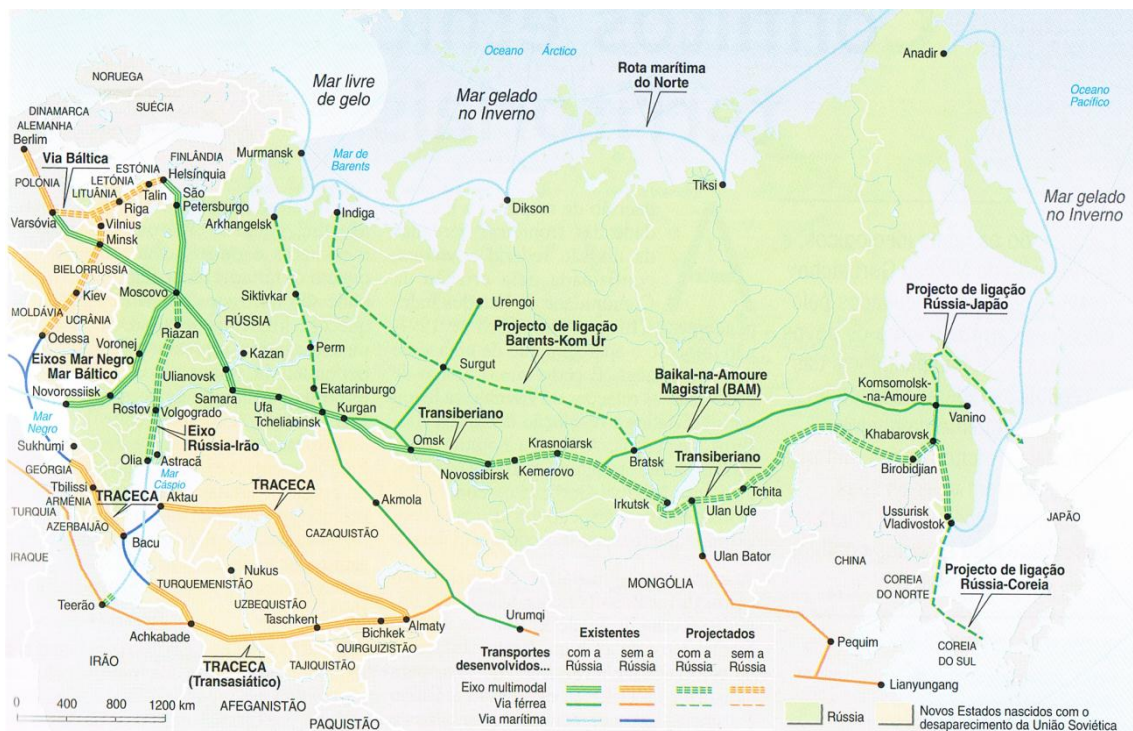 Oceano Árctico
NORUEGA
Mar livre
de gelo
Rota marítima
do Norte
Anadir
SUÉCIA
Mar gelado
no Inverno
Oceano
Pacífico
DINAMARCA
ALEMANHA
Berlim
FINLÂNDIA
Helsínquia
Murmansk
Mar de
Barents
Via Báltica
ESTÓNIA
LETÓNIA
LITUÂNIA
Talin
POLÓNIA
Riga
São
Petersburgo
Tiksi
Dikson
Mar gelado
no Inverno
Varsóvia
Vilnius
Minsk
Arkhangelsk
Indiga
BIELORRÚSSIA
Moscovo
Siktivkar
Urengoi
Projecto de ligação
Rússia-Japão
Kiev
MOLDÁVIA
UCRÂNIA
RÚSSIA
Riazan
Projecto de ligação
Barents-Kom Ur
Odessa
Voronej
Kazan
Perm
Surgut
Eixos Mar Negro
Mar Báltico
Ulianovsk
Baikal-na-Amoure
Magistral (BAM)
Komsomolsk-
na-Amoure
Ekatarinburgo
Novorossiisk
Samara
Rostov
Volgogrado
Ufa
Tcheliabinsk
Kurgan
Transiberiano
Vanino
Mar
Negro
Eixo
Rússia-Irão
Omsk
Krasnoiarsk
Khabarovsk
Sukhumi
Bratsk
Transiberiano
Olia
Astracã
Novossibirsk
Kemerovo
Birobidjian
GEÓRGIA
Mar
Cáspio
Tchita
Tbilissi
TRACECA
Aktau
TRACECA
Akmola
Irkutsk
Ulan Ude
ARMÉNIA
TURQUIA
AZERBAIJÃO
CAZAQUISTÃO
Ussurisk
Vladivostok
JAPÃO
Bacu
IRAQUE
Nukus
Ulan Bator
CHINA
TURQUEMENISTÃO
MONGÓLIA
COREIA
DO NORTE
Projecto de ligação
Rússia-Coreia
Teerão
UZBEQUISTÃO
Taschkent
Almaty
Urumqi
Achkabade
Bichkek
QUIRGUIZISTÃO
Pequim
COREIA
DO SUL
IRÃO
TRACECA
(Transasiático)
TAJIQUISTÃO
Lianyungang
AFEGANISTÃO
PAQUISTÃO
0 400 800 1200 km
Existentes Projectados
Transportes
desenvolvidos...
com a
Rússia
sem a
Rússia
com a
Rússia
sem a
Rússia
Eixo multimodal
Via férrea
Via marítima
Rússia
Novos Estados nascidos com o
desaparecimento da União Soviética